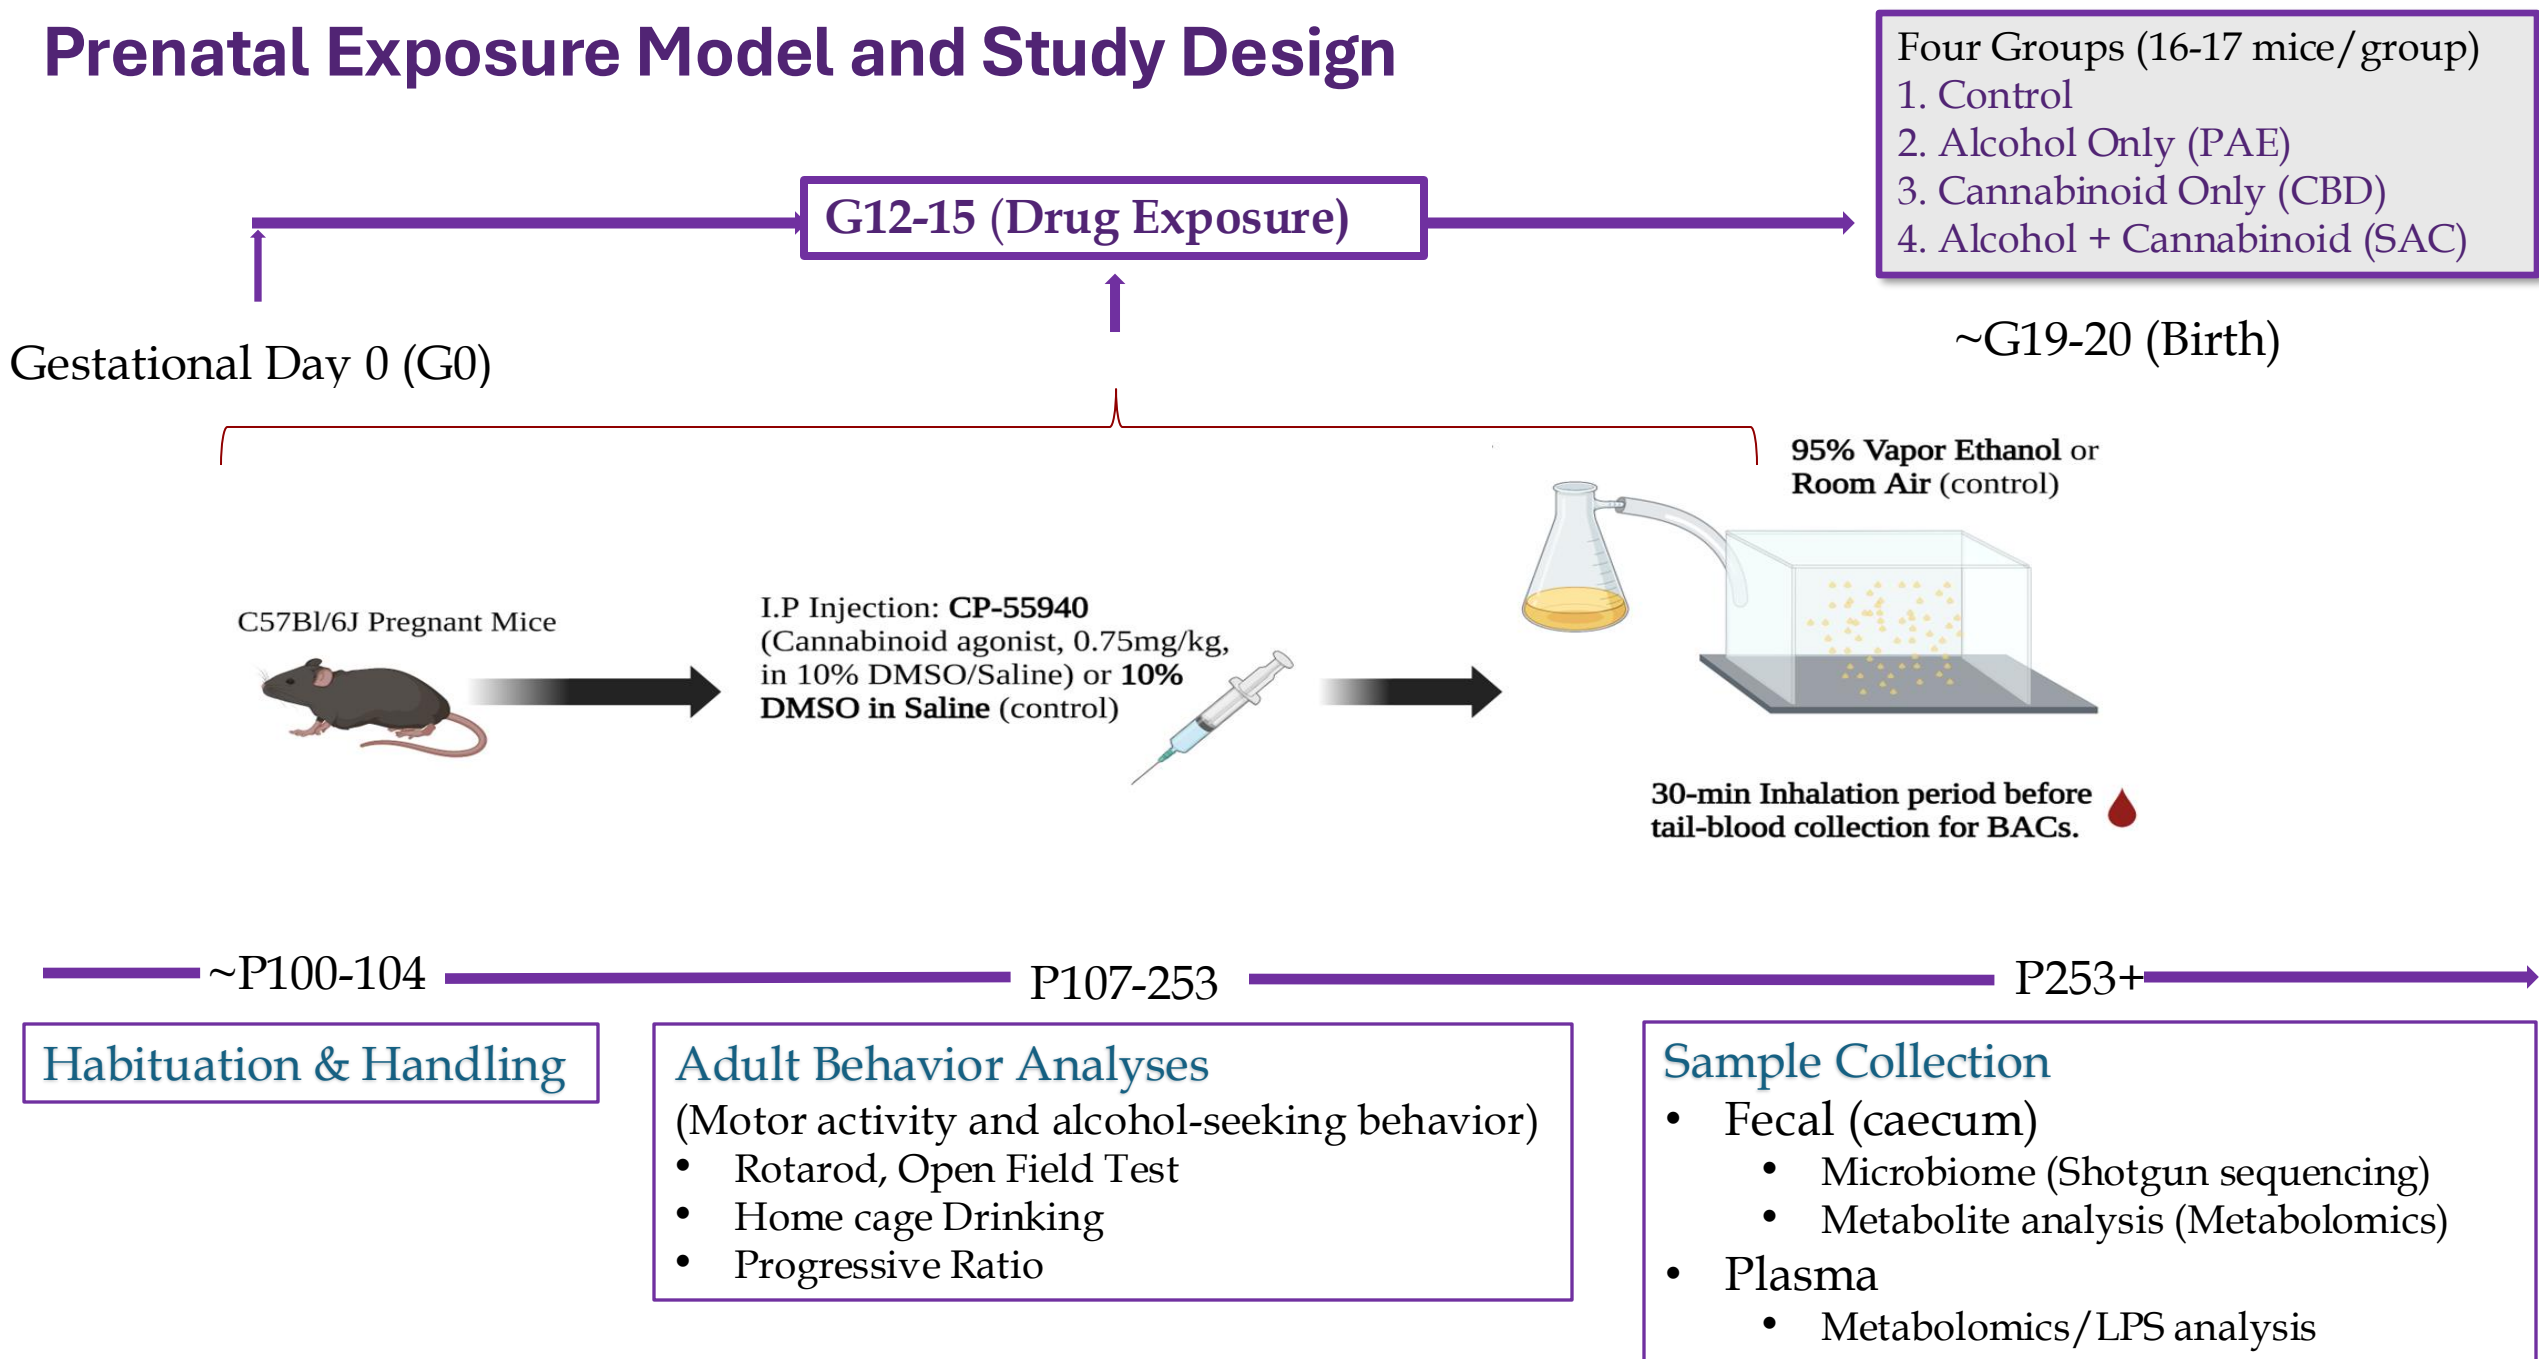 Prenatal Exposure Model and Study Design
Four Groups (16-17 mice/group)
1. Control
2. Alcohol Only (PAE)
3. Cannabinoid Only (CBD)
4. Alcohol + Cannabinoid (SAC)
G12-15 (Drug Exposure)
Gestational Day 0 (G0)
~G19-20 (Birth)
C57Bl/6J Pregnant Mice
I.P Injection: CP-55940
(Cannabinoid agonist, 0.75mg/kg,
in 10% DMSO/Saline) or 10%
DMSO in Saline (control)
95% Vapor Ethanol or
Room Air (control)
30-min Inhalation period before
tail-blood collection for BACs.
~P100-104
P107-253
P253+
Habituation & Handling
Adult Behavior Analyses
(Motor activity and alcohol-seeking behavior)
• Rotarod, Open Field Test
• Home cage Drinking
• Progressive Ratio
Sample Collection
• Fecal (caecum)
• Microbiome (Shotgun sequencing)
• Metabolite analysis (Metabolomics)
• Plasma
• Metabolomics/LPS analysis